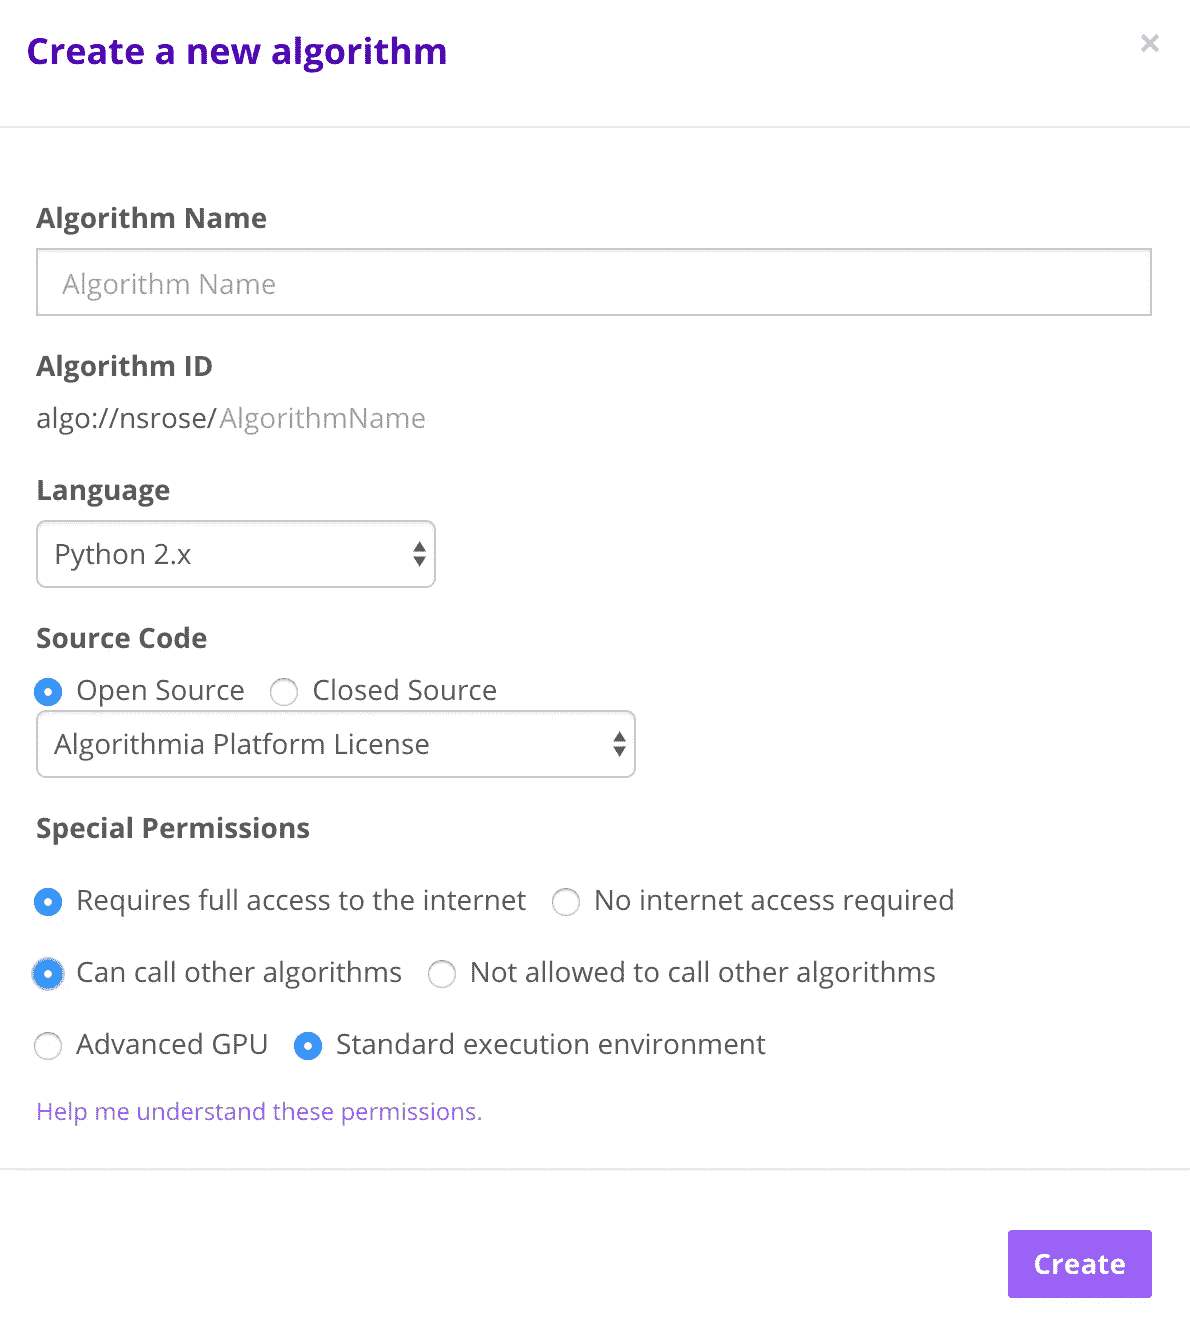 Create a new algorithm ×
Algorithm Name
Algorithm Name
Algorithm ID
algo://nsrose/AlgorithmName
Language
Python 2.x
Source Code
Open Source Closed Source
Algorithmia Platform License
Special Permissions
Requires full access to the internet No internet access required
Can call other algorithms Not allowed to call other algorithms
Advanced GPU Standard execution environment
Help me understand these permissions.
Create